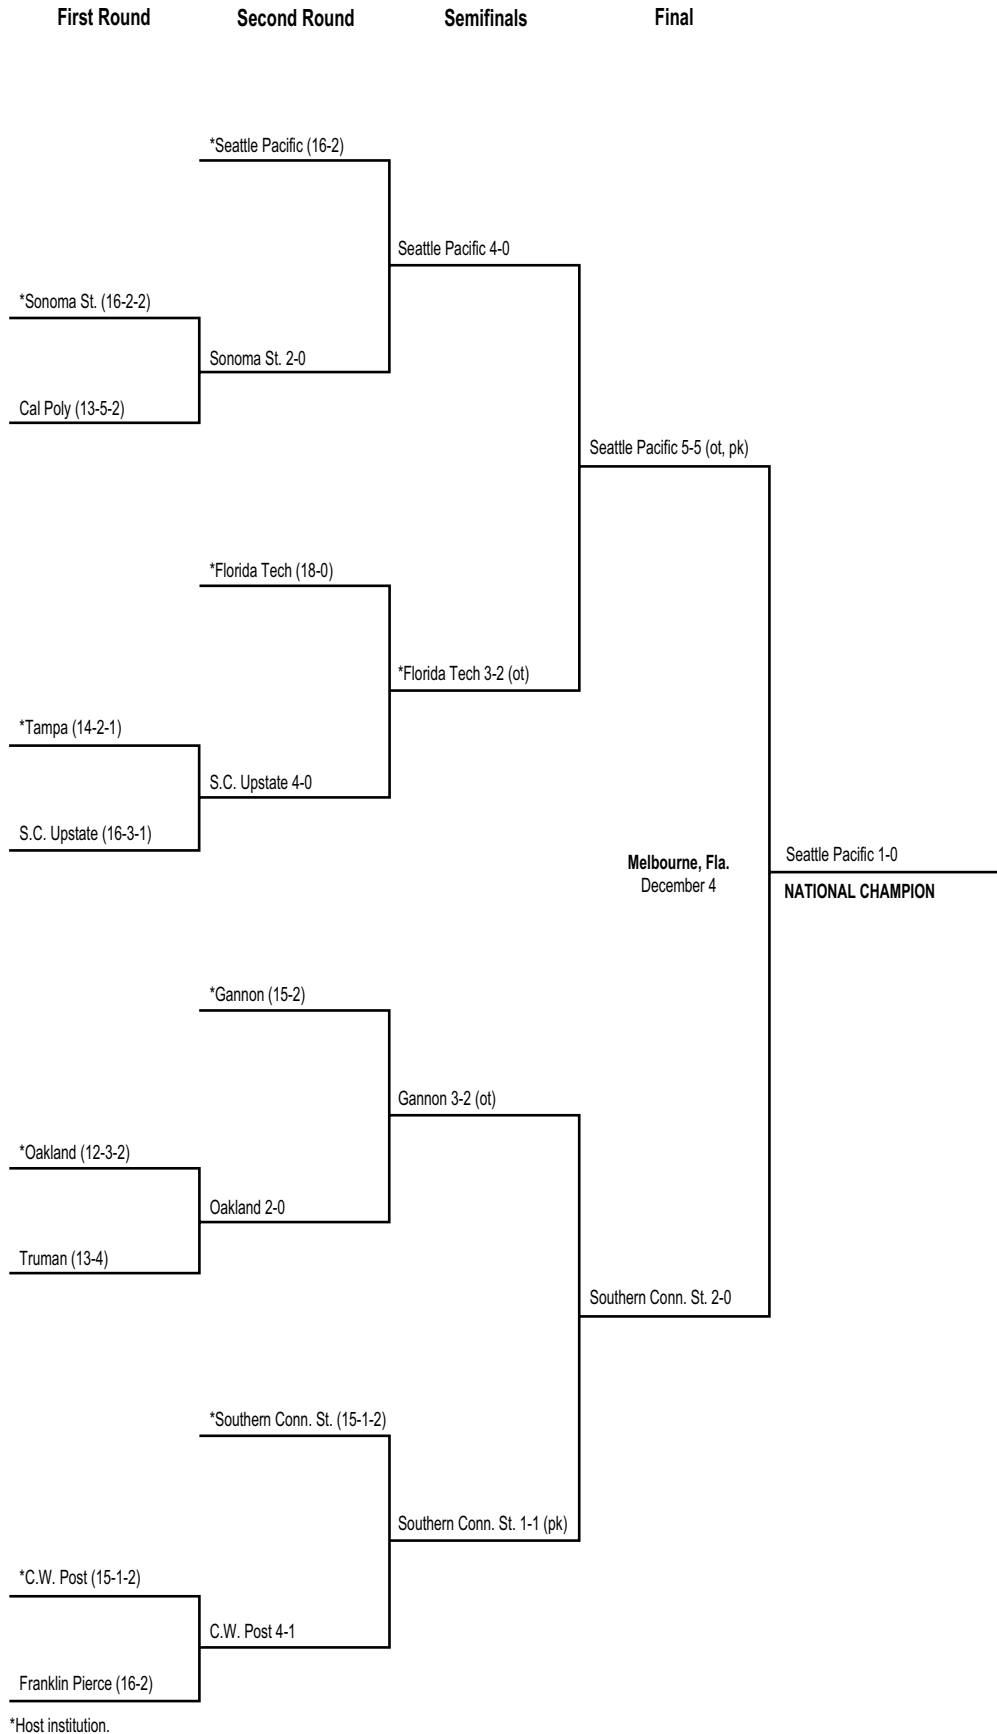 First Round Second Round Semifinals Final
*Seattle Pacific (16-2)
Seattle Pacific 4-0
*Sonoma St. (16-2-2)
Sonoma St. 2-0
Cal Poly (13-5-2)
Seattle Pacific 5-5 (ot, pk)
*Florida Tech (18-0)
*Florida Tech 3-2 (ot)
*Tampa (14-2-1)
S.C. Upstate 4-0
S.C. Upstate (16-3-1)
Seattle Pacific 1-0
Melbourne, Fla.
December 4
NATIONAL CHAMPION
*Gannon (15-2)
Gannon 3-2 (ot)
*Oakland (12-3-2)
Oakland 2-0
Truman (13-4)
Southern Conn. St. 2-0
*Southern Conn. St. (15-1-2)
Southern Conn. St. 1-1 (pk)
*C.W. Post (15-1-2)
C.W. Post 4-1
Franklin Pierce (16-2)
*Host institution.